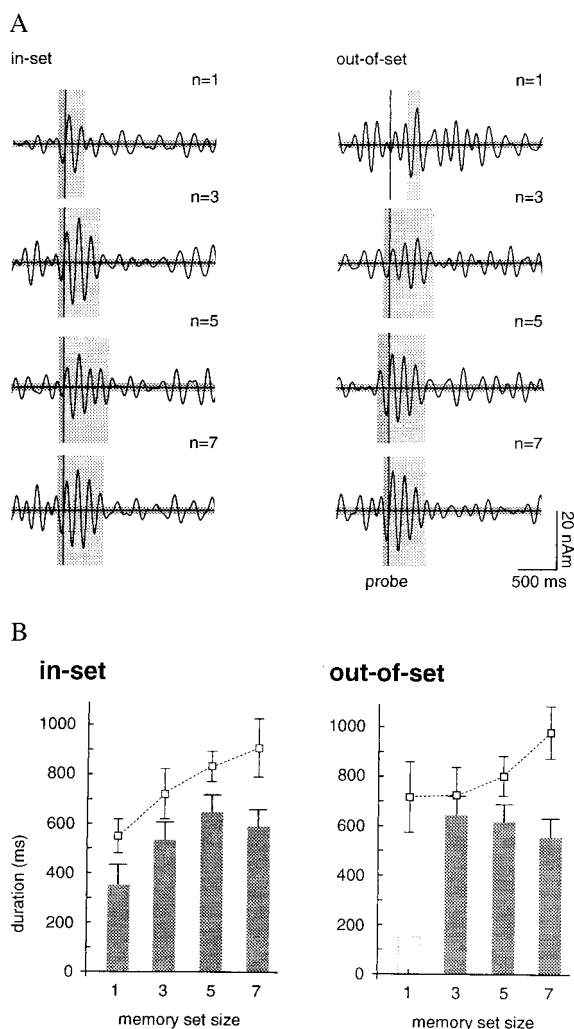 A
in-set
out-of-set
n=1
n=1
n=3
n=3
n=5
n=5
n=7
n=7
probe
500 ms
20 nAm
B
in-set
out-of-set
duration (ms)
1000
800
600
400
200
0
1 3 5 7
memory set size
1000
800
600
400
200
0
1 3 5 7
memory set size